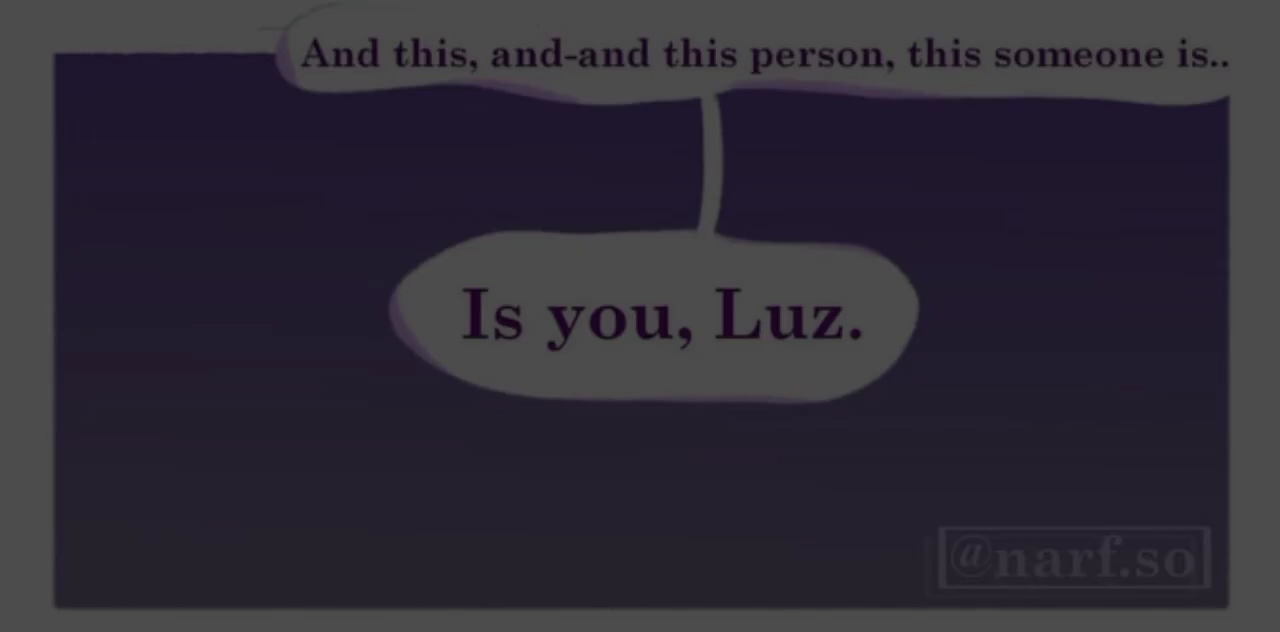 And this, and-and this person, this someone is..
Is you, Luz.
@narf.so